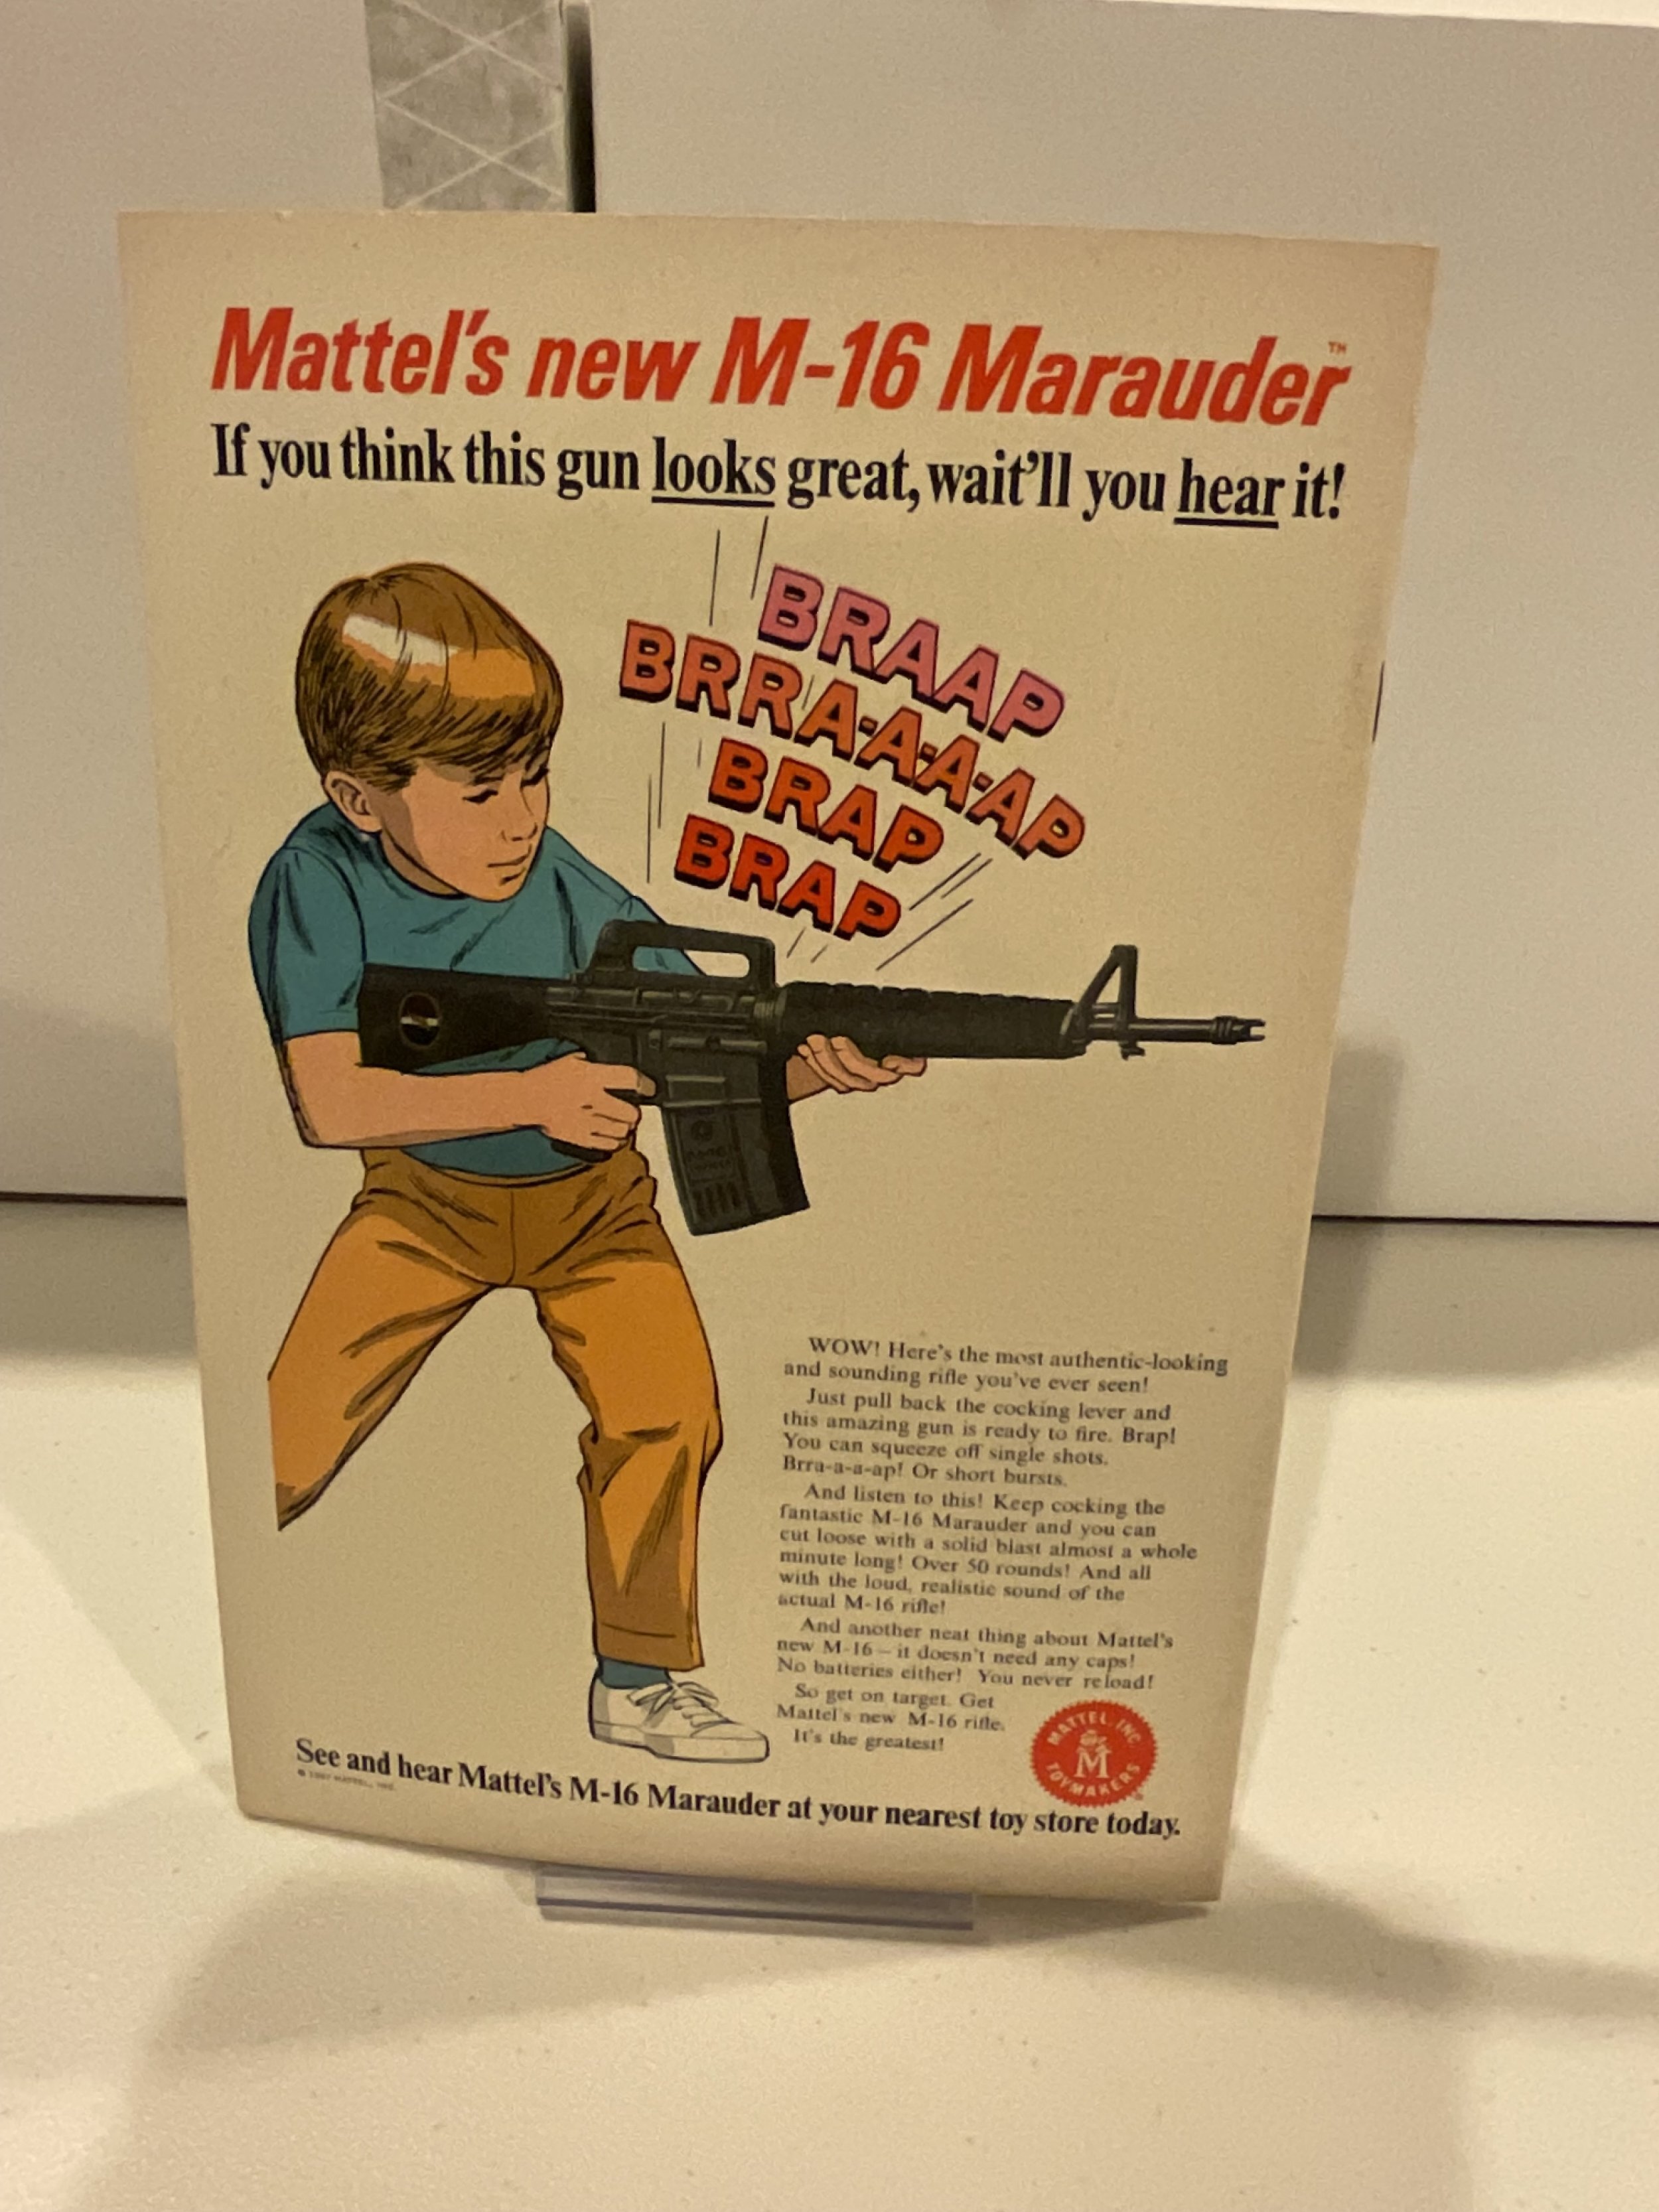 Mattel's new M-16 Marauder™
If you think this gun looks great, wait'll you hear it!
BRAAP
BRRA-A-A-AP
BRAP
BRAP
WOW! Here's the most authentic-looking
and sounding rifle you've ever seen!
Just pull back the cocking lever and
this amazing gun is ready to fire. Brap!
You can squeeze off single shots.
Brra-a-a-ap! Or short bursts.
And listen to this! Keep cocking the
fantastic M-16 Marauder and you can
cut loose with a solid blast almost a whole
minute long! Over 50 rounds! And all
with the loud, realistic sound of the
actual M-16 rifle!
And another neat thing about Mattel's
new M-16 – it doesn't need any caps!
No batteries either! You never reload!
So get on target. Get
Mattel's new M-16 rifle.
It's the greatest!
MATTEL, INC.
M
TOYMAKERS
See and hear Mattel's M-16 Marauder at your nearest toy store today.
© MATTEL, INC.